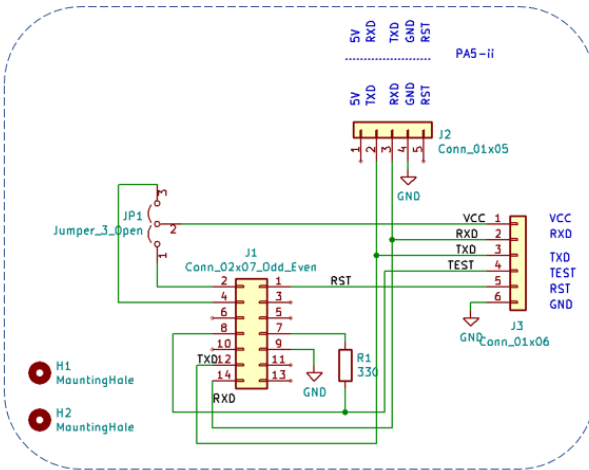 5V RXD TXD GND RST
PA5-ii
5V TXD RXD GND RST
J2
Conn_01x05
1 2 3 4 5
GND
3
JP1
2
Jumper_3_Open
1
VCC 1 VCC
RXD 2 RXD
TXD 3 TXD
TEST 4 TEST
RST 5 RST
6 GND
GND
J3
Conn_01x06
J1
Conn_02x07_Odd_Even
2 1
4 3
6 5
8 7
10 9
TXD 12 11
14 13
RXD
GND
R1
330
H1
MountingHole
H2
MountingHole